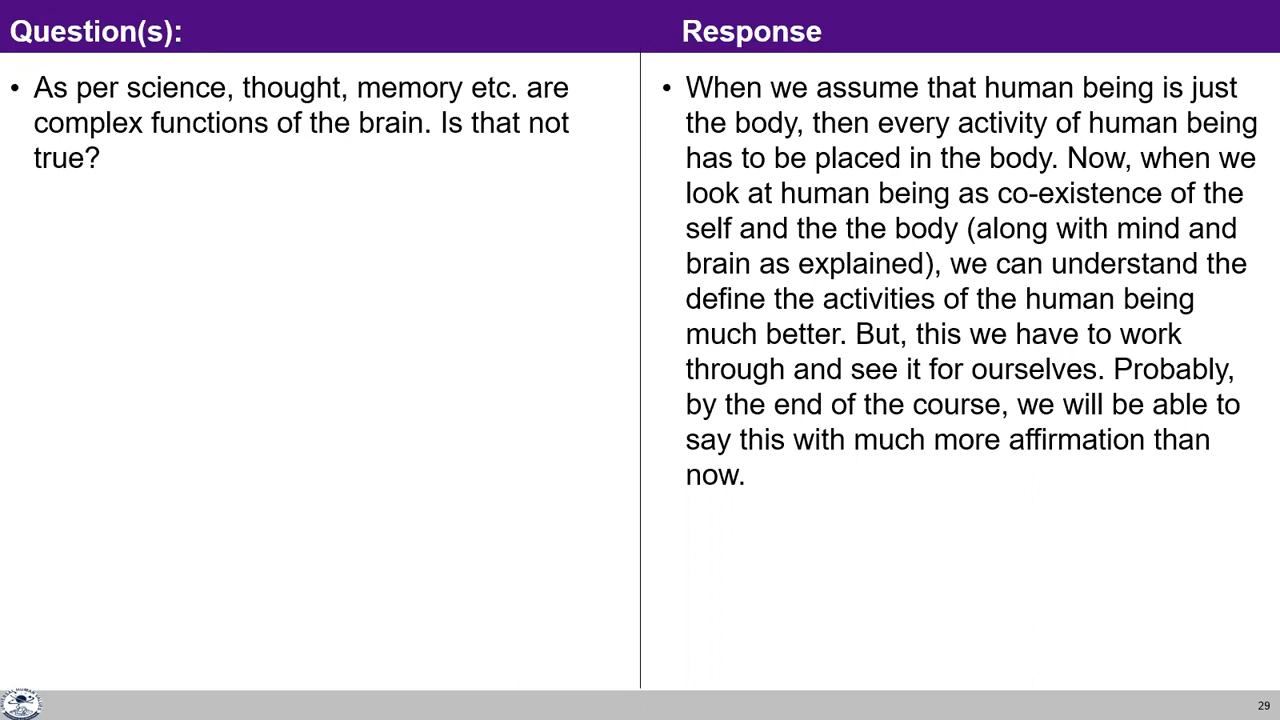 Question(s):
Response
• As per science, thought, memory etc. are
complex functions of the brain. Is that not
true?
• When we assume that human being is just
the body, then every activity of human being
has to be placed in the body. Now, when we
look at human being as co-existence of the
self and the the body (along with mind and
brain as explained), we can understand the
define the activities of the human being
much better. But, this we have to work
through and see it for ourselves. Probably,
by the end of the course, we will be able to
say this with much more affirmation than
now.
29